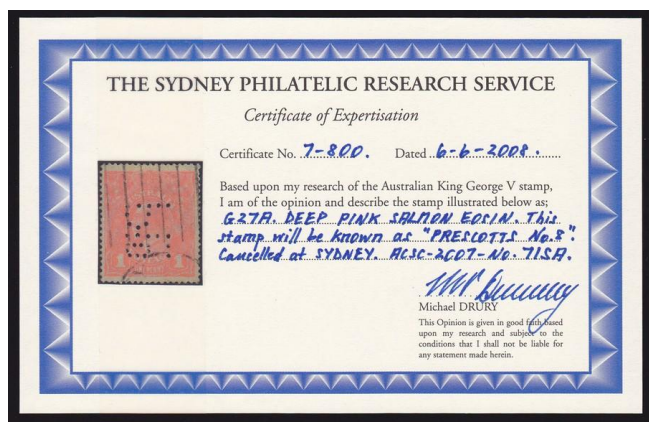 THE SYDNEY PHILATELIC RESEARCH SERVICE
Certificate of Expertisation
Certificate No. 7-800. Dated 6-6-2008.
Based upon my research of the Australian King George V stamp,
I am of the opinion and describe the stamp illustrated below as;
G27A. DEEP PINK SALMON EOSIN. This
stamp will be known as "PRESCOTTS No.8".
Cancelled at SYDNEY. ACSC-2007-No. 71SA.
Michael DRURY
This Opinion is given in good faith based
upon my research and subject to the
conditions that I shall not be liable for
any statement made herein.
1 1